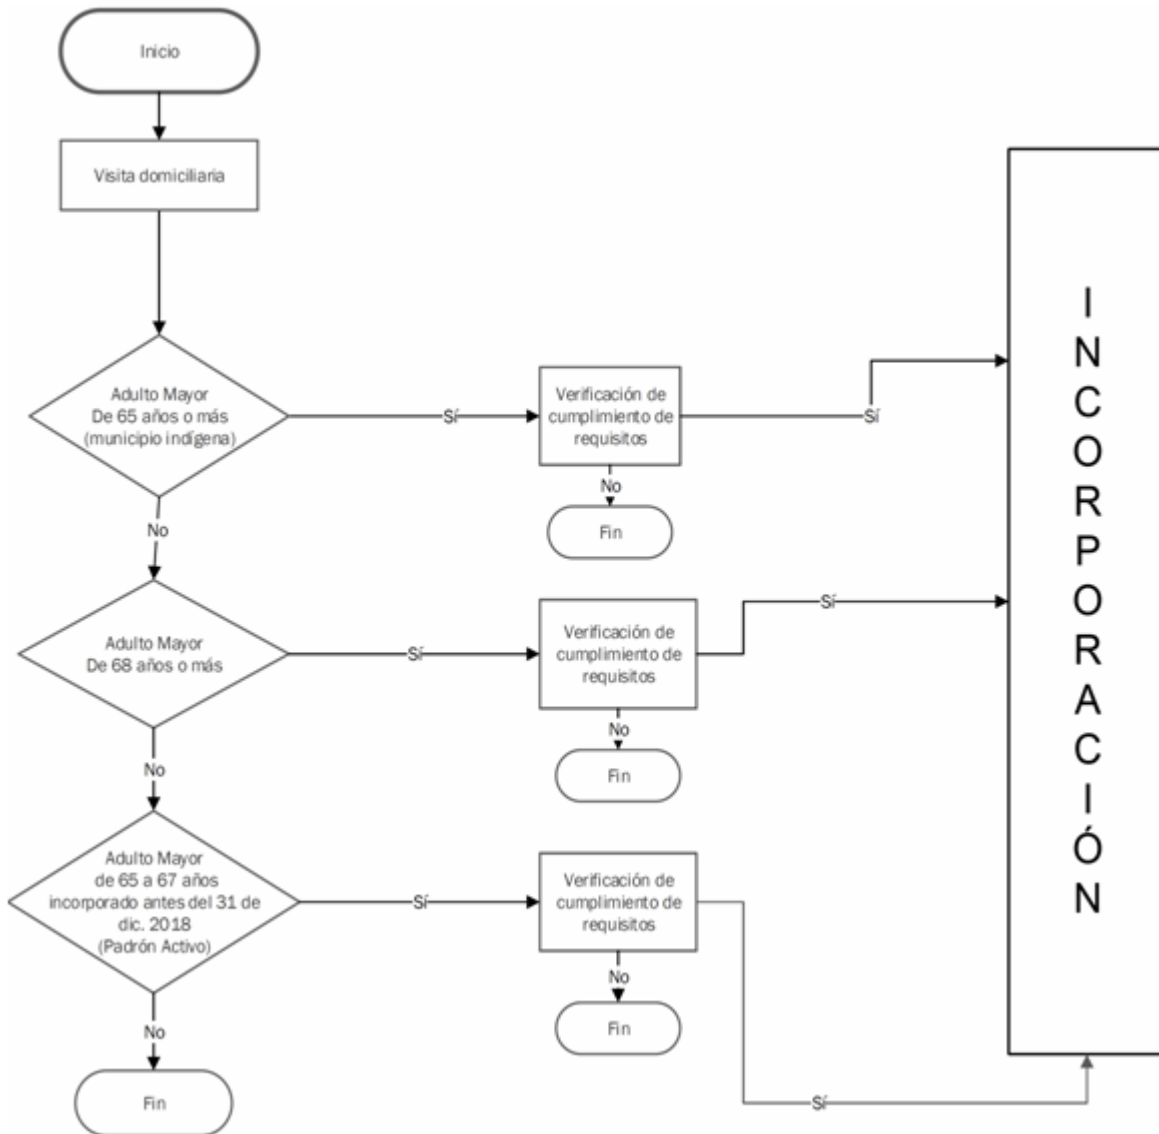 Inicio
Visita domiciliaria
Adulto Mayor
De 65 años o más
(municipio indígena)
Sí
Verificación de
cumplimiento de
requisitos
Sí
No
Fin
No
Adulto Mayor
De 68 años o más
Sí
Verificación de
cumplimiento de
requisitos
Sí
No
Fin
No
Adulto Mayor
de 65 a 67 años
incorporado antes del 31 de
dic. 2018
(Padrón Activo)
Sí
Verificación de
cumplimiento de
requisitos
Sí
No
Fin
No
Fin
INCORPORACIÓN